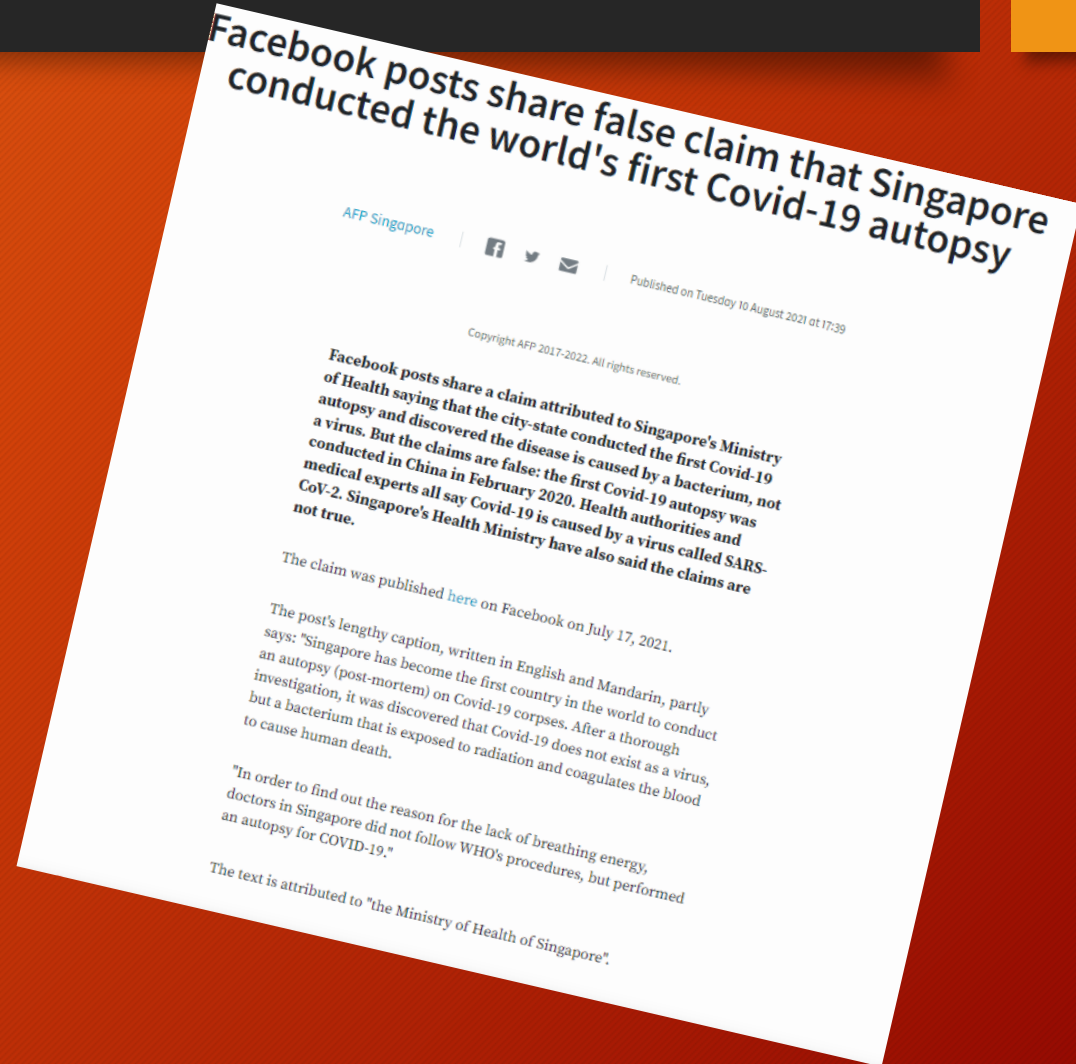 Facebook posts share false claim that Singapore
conducted the world's first Covid-19 autopsy
AFP Singapore
Published on Tuesday 10 August 2021 at 17:39
Copyright AFP 2017-2022. All rights reserved.
Facebook posts share a claim attributed to Singapore's Ministry
of Health saying that the city-state conducted the first Covid-19
autopsy and discovered the disease is caused by a bacterium, not
a virus. But the claims are false: the first Covid-19 autopsy was
conducted in China in February 2020. Health authorities and
medical experts all say Covid-19 is caused by a virus called SARS-
CoV-2. Singapore's Health Ministry have also said the claims are
not true.
The claim was published here on Facebook on July 17, 2021.
The post's lengthy caption, written in English and Mandarin, partly
says: "Singapore has become the first country in the world to conduct
an autopsy (post-mortem) on Covid-19 corpses. After a thorough
investigation, it was discovered that Covid-19 does not exist as a virus,
but a bacterium that is exposed to radiation and coagulates the blood
to cause human death.
"In order to find out the reason for the lack of breathing energy,
doctors in Singapore did not follow WHO's procedures, but performed
an autopsy for COVID-19."
The text is attributed to "the Ministry of Health of Singapore".